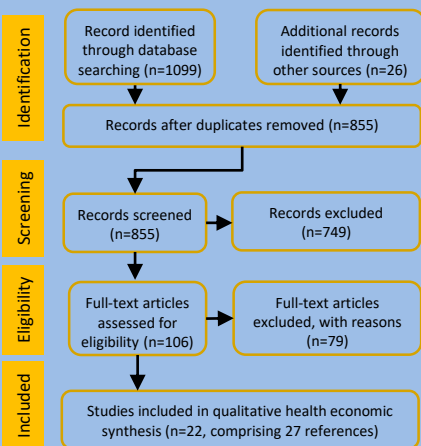 Identification
Record identified
through database
searching (n=1099)
Additional records
identified through
other sources (n=26)
Records after duplicates removed (n=855)
Screening
Records screened
(n=855)
Records excluded
(n=749)
Eligibility
Full-text articles
assessed for
eligibility (n=106)
Full-text articles
excluded, with reasons
(n=79)
Included
Studies included in qualitative health economic
synthesis (n=22, comprising 27 references)